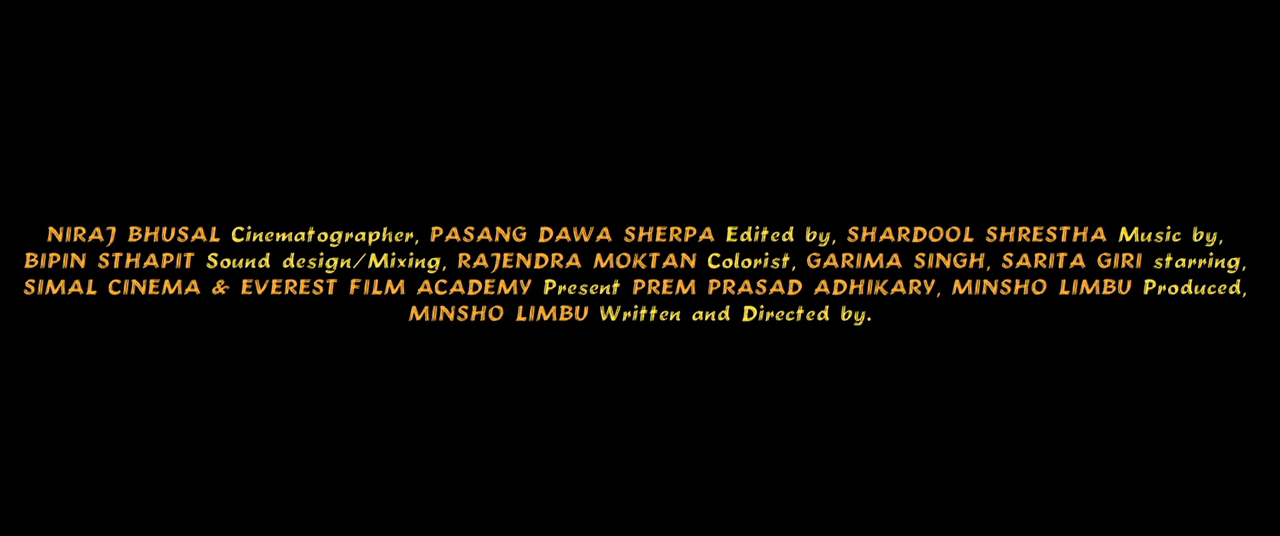 NIRAJ BHUSAL Cinematographer, PASANG DAWA SHERPA Edited by, SHARDOOL SHRESTHA Music by,
BIPIN STHAPIT Sound design/Mixing, RAJENDRA MOKTAN Colorist, GARIMA SINGH, SARITA GIRI starring,
SIMAL CINEMA & EVEREST FILM ACADEMY Present PREM PRASAD ADHIKARY, MINSHO LIMBU Produced,
MINSHO LIMBU Written and Directed by.